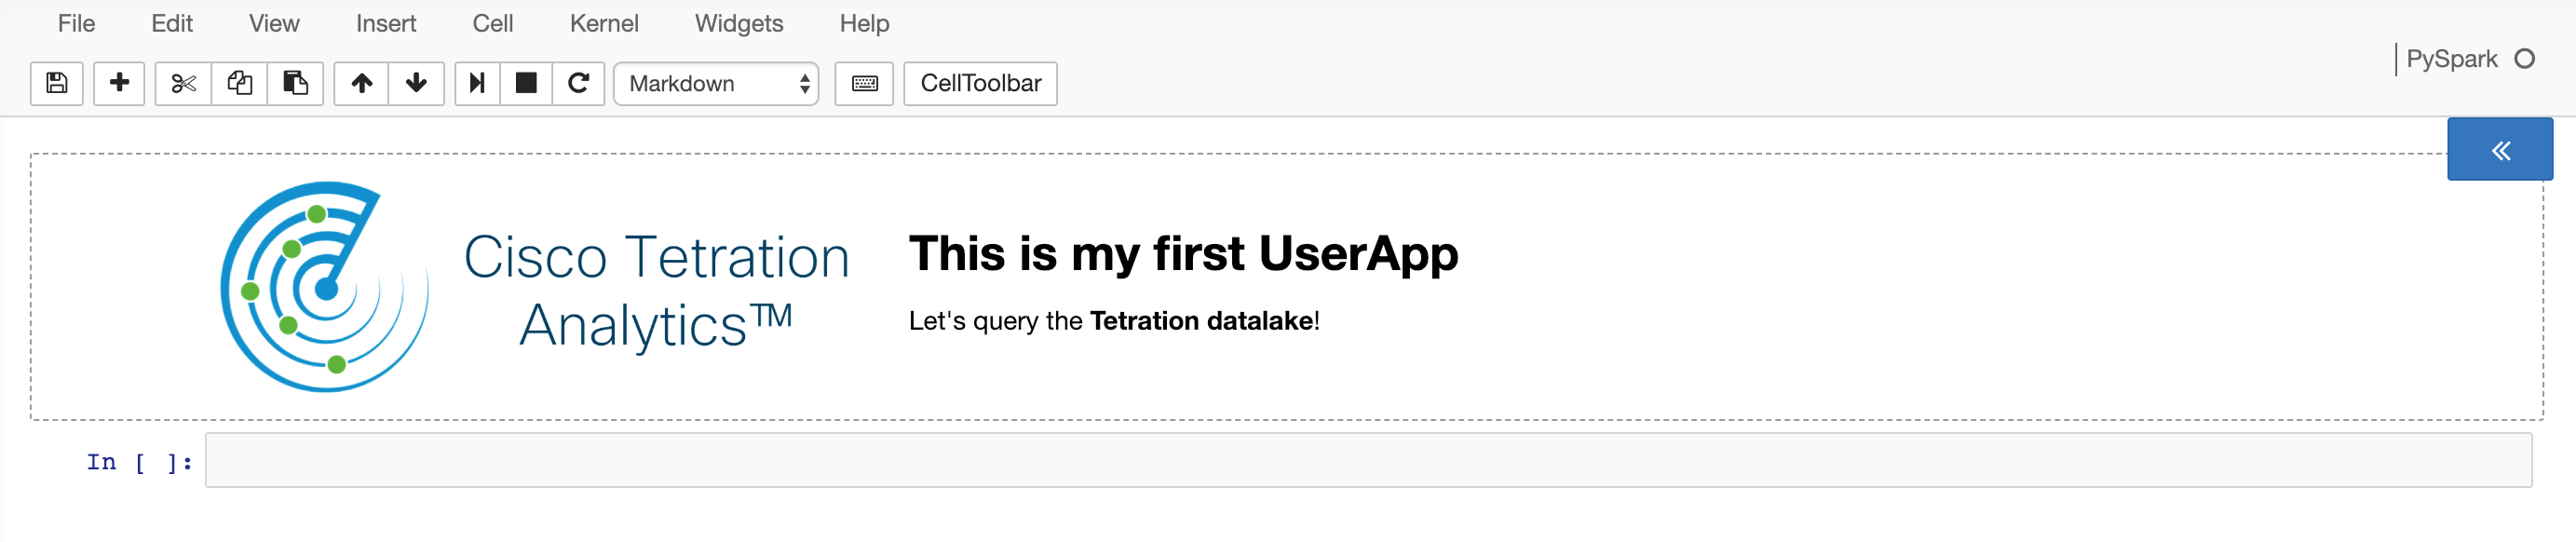 File Edit View Insert Cell Kernel Widgets Help
PySpark
Markdown CellToolbar
Cisco Tetration
Analytics™
This is my first UserApp
Let's query the Tetration datalake!
In [ ]: